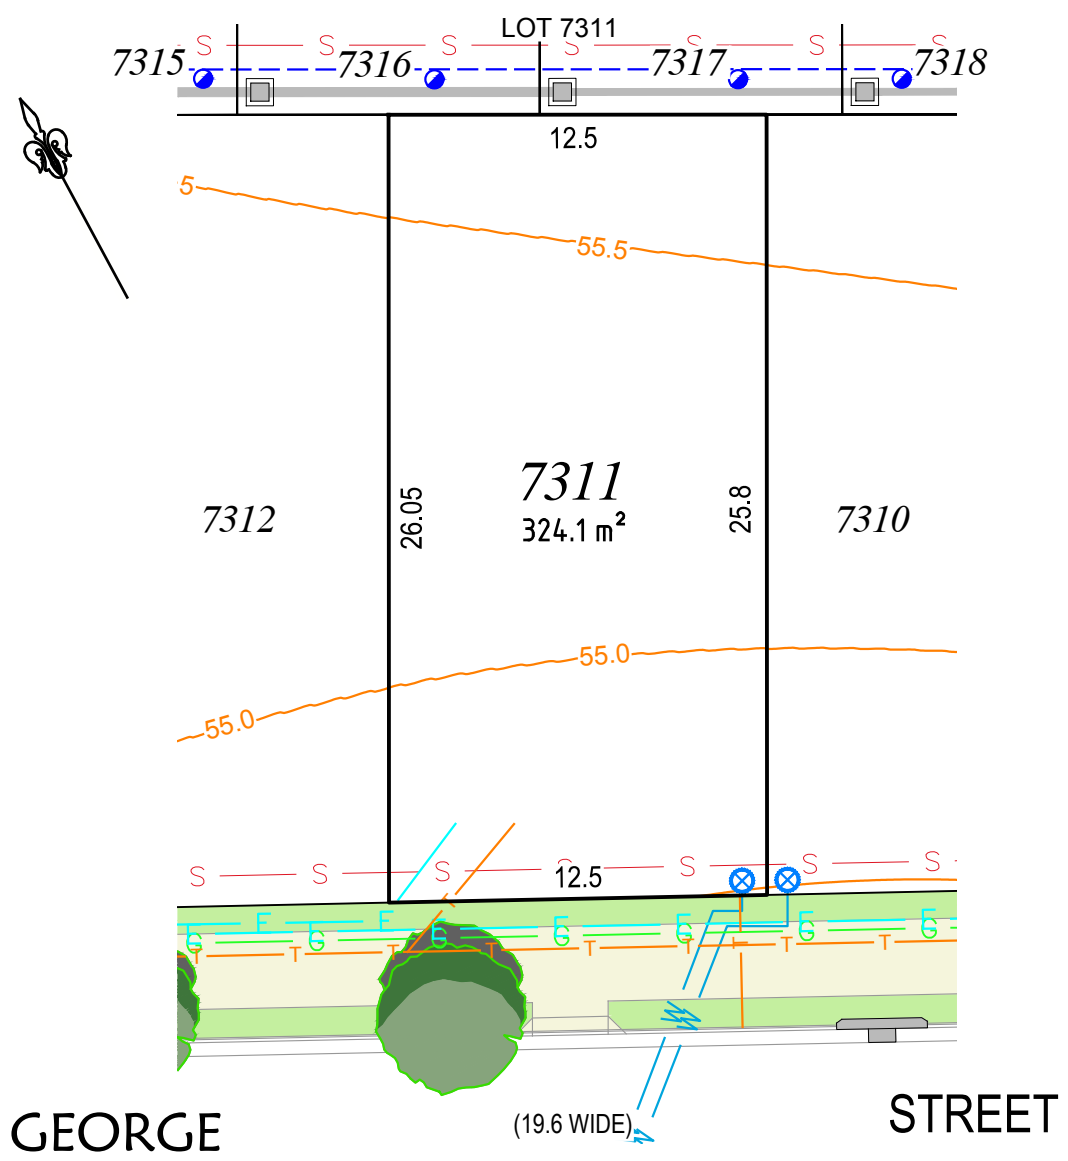 LOT 7311
S S S S S S S
7315 7316 7317 7318
12.5
5
55.5
7311
324.1 m²
26.05
25.8
7312
7310
55.0
55.0
S S S S S S S
12.5
E E E E E E E
G G G G G G G
T T T T T T T T T
W W
(19.6 WIDE)
W
GEORGE STREET